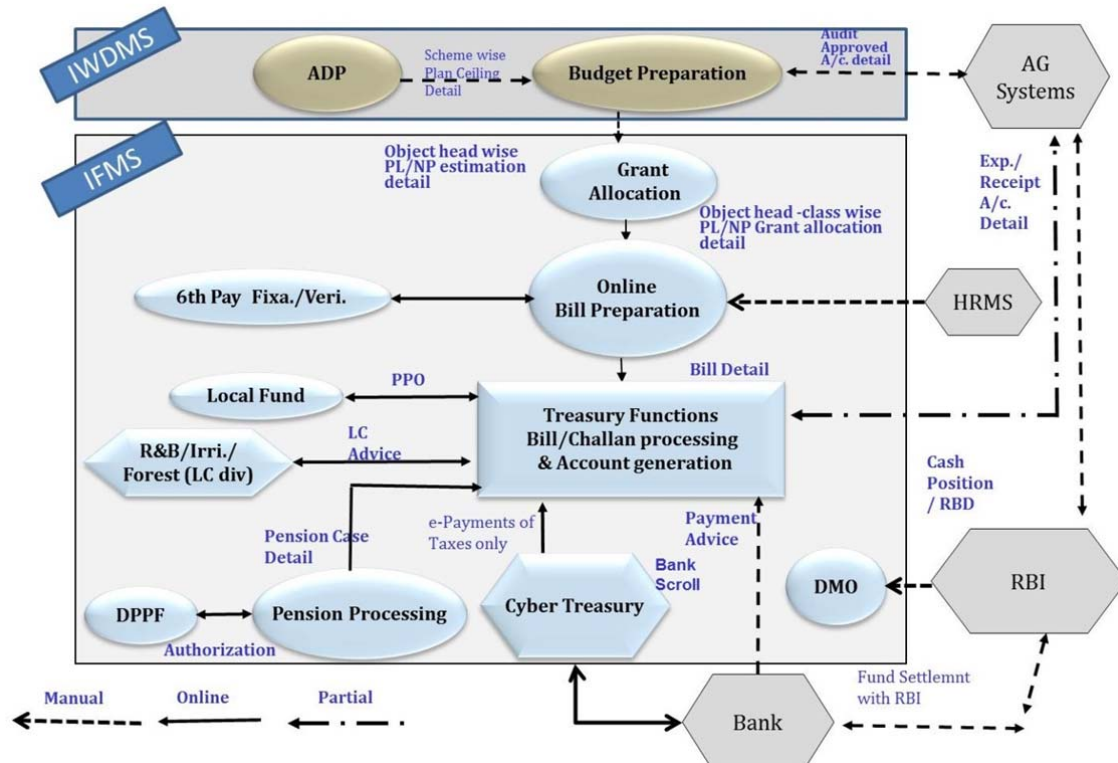 IWDMS
ADP
Scheme wise
Plan Ceiling
Detail
Budget Preparation
Audit
Approved
A/c. detail
AG
Systems
IFMS
Object head wise
PL/NP estimation
detail
Grant
Allocation
Exp./
Receipt
A/c.
Detail
Object head -class wise
PL/NP Grant allocation
detail
6th Pay Fixa./Veri.
Online
Bill Preparation
HRMS
Bill Detail
Local Fund
PPO
Treasury Functions
Bill/Challan processing
& Account generation
R&B/Irri./
Forest (LC div)
LC
Advice
Cash
Position
/ RBD
Pension Case
Detail
e-Payments of
Taxes only
Payment
Advice
Bank
Scroll
DPPF
Pension Processing
Cyber Treasury
DMO
RBI
Authorization
Manual
Online
Partial
Bank
Fund Settlemnt
with RBI